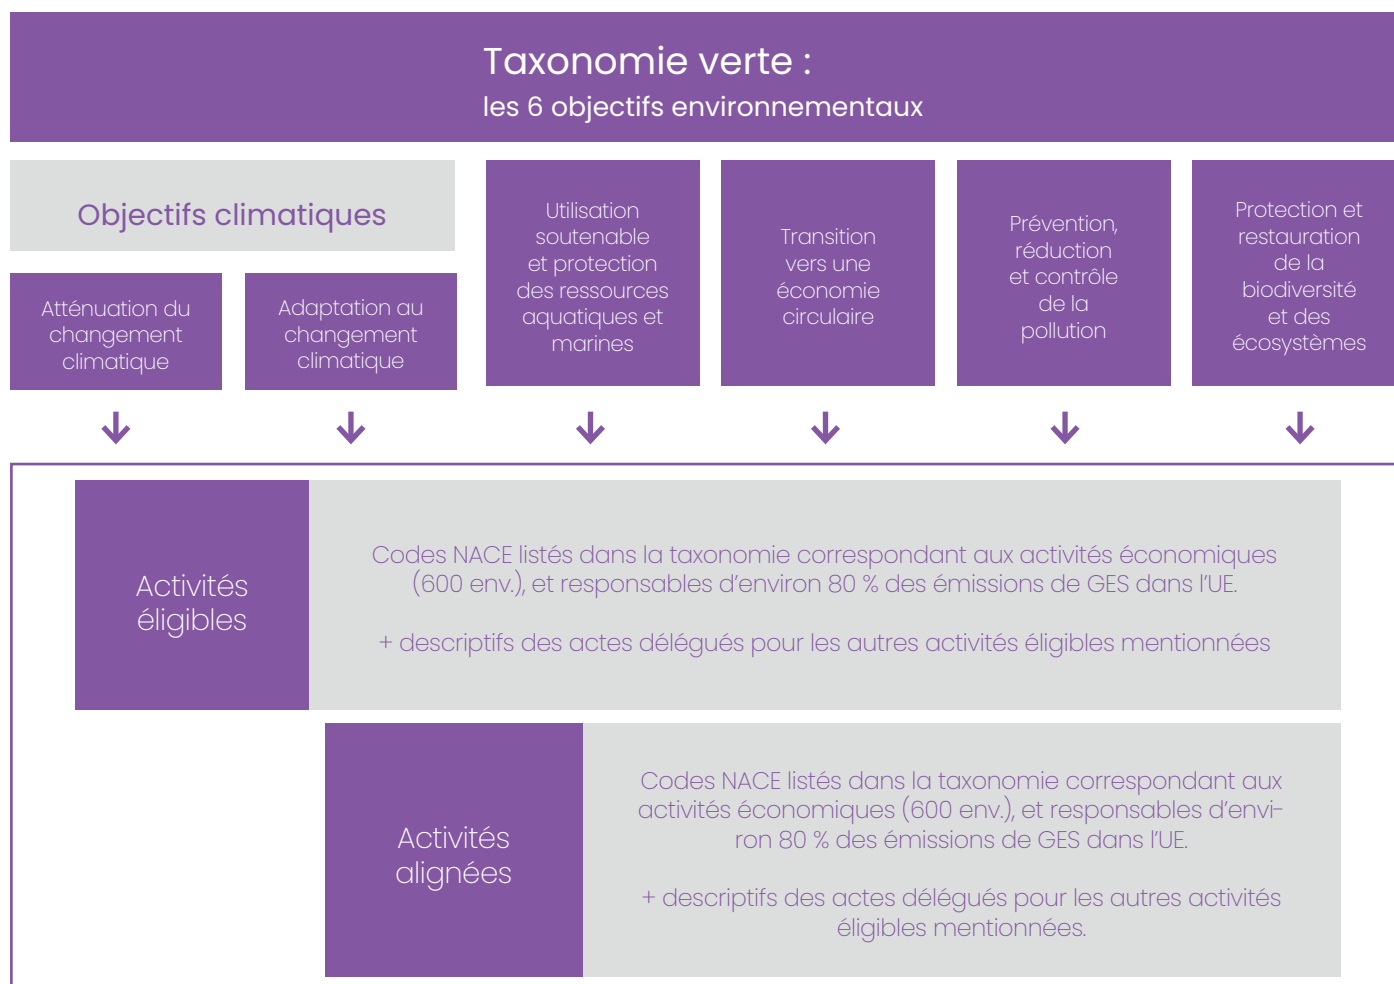 Taxonomie verte :
les 6 objectifs environnementaux
Objectifs climatiques
Atténuation du
changement
climatique
Adaptation au
changement
climatique
Utilisation
soutenable
et protection
des ressources
aquatiques et
marines
Transition
vers une
économie
circulaire
Prévention,
réduction
et contrôle
de la
pollution
Protection et
restauration
de la
biodiversité
et des
écosystèmes
Activités
éligibles
Codes NACE listés dans la taxonomie correspondant aux activités économiques
(600 env.), et responsables d'environ 80 % des émissions de GES dans l'UE.
+ descriptifs des actes délégués pour les autres activités éligibles mentionnées
Activités
alignées
Codes NACE listés dans la taxonomie correspondant aux
activités économiques (600 env.), et responsables d'envi-
ron 80 % des émissions de GES dans l'UE.
+ descriptifs des actes délégués pour les autres activités
éligibles mentionnées.